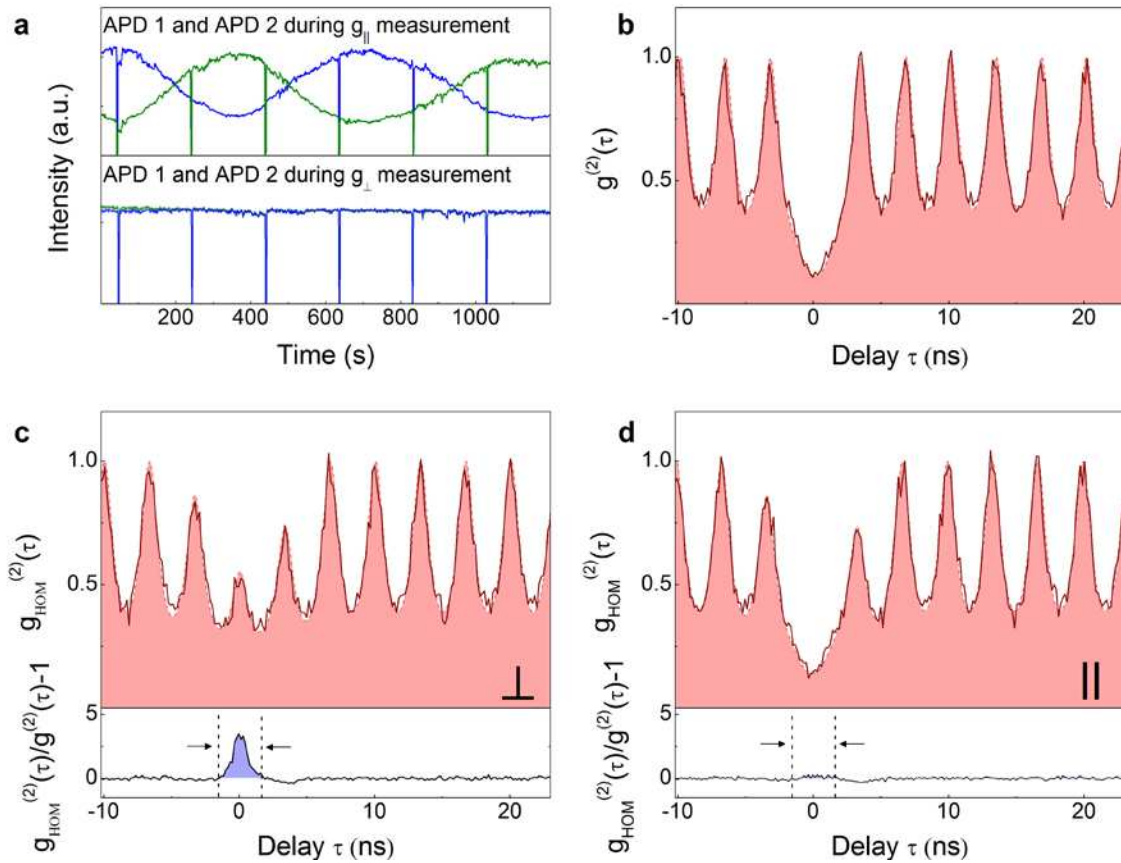 a
APD 1 and APD 2 during g|| measurement
APD 1 and APD 2 during g⊥ measurement
Intensity (a.u.)
200 400 600 800 1000
Time (s)
b
1.0
0.5
g(2)(τ)
-10 0 10 20
Delay τ (ns)
c
1.0
0.5
gHOM(2)(τ)
⊥
5
0
gHOM(2)(τ)/g(2)(τ)-1
-10 0 10 20
Delay τ (ns)
d
1.0
0.5
gHOM(2)(τ)
||
5
0
gHOM(2)(τ)/g(2)(τ)-1
-10 0 10 20
Delay τ (ns)